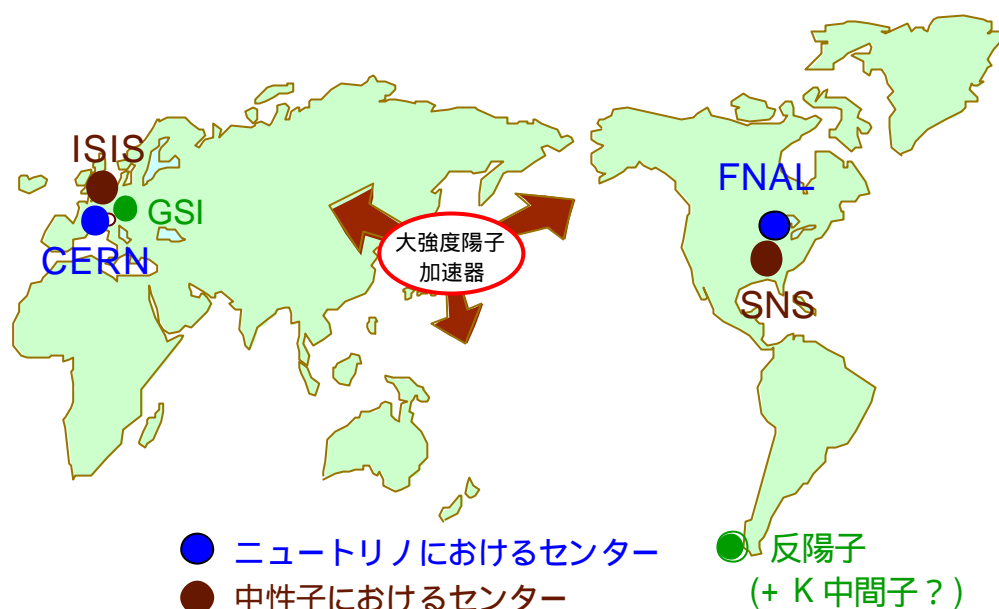 ISIS
GSI
CERN
大強度陽子
加速器
FNAL
SNS
ニュートリノにおけるセンター
中性子におけるセンター
反陽子
(+ K 中間子？)